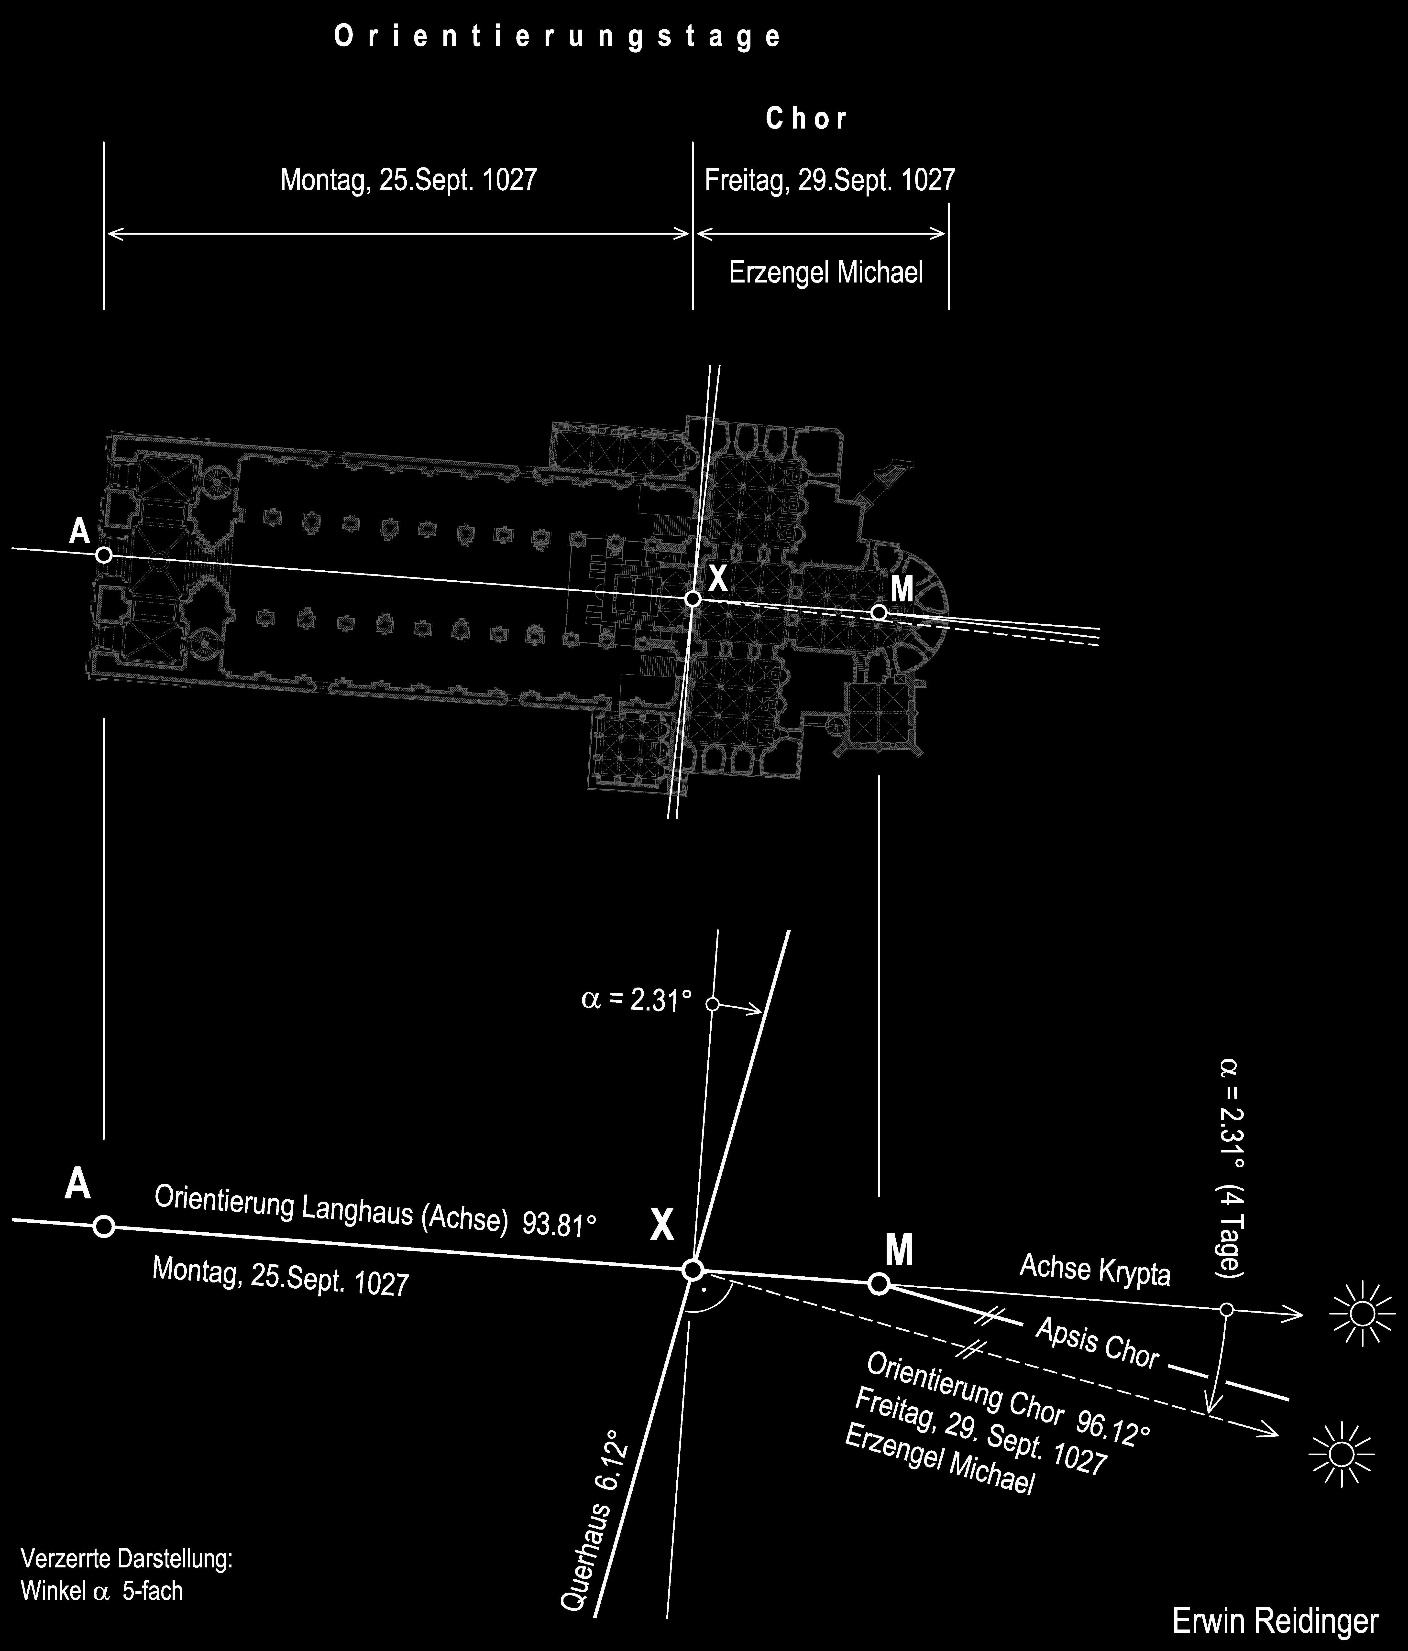 Orientierungstage
Chor
Montag, 25.Sept. 1027
Freitag, 29.Sept. 1027
Erzengel Michael
A
X
M
α = 2.31°
α = 2.31° (4 Tage)
A
Orientierung Langhaus (Achse) 93.81°
X
M
Montag, 25.Sept. 1027
Achse Krypta
Apsis Chor
Orientierung Chor 96.12°
Freitag, 29. Sept. 1027
Erzengel Michael
Querhaus 6.12°
Verzerrte Darstellung:
Winkel α 5-fach
Erwin Reidinger